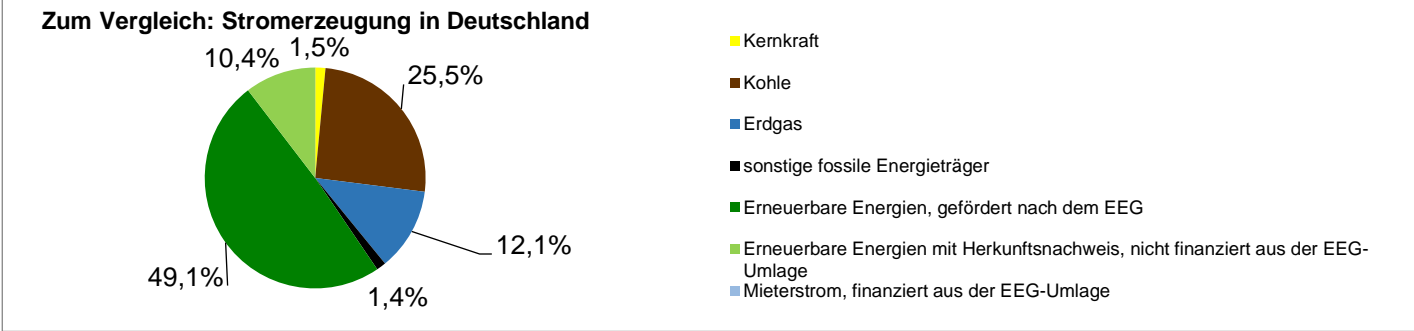 Zum Vergleich: Stromerzeugung in Deutschland
10,4%
1,5%
25,5%
12,1%
1,4%
49,1%
Kernkraft
Kohle
Erdgas
sonstige fossile Energieträger
Erneuerbare Energien, gefördert nach dem EEG
Erneuerbare Energien mit Herkunftsnachweis, nicht finanziert aus der EEG-
Umlage
Mieterstrom, finanziert aus der EEG-Umlage